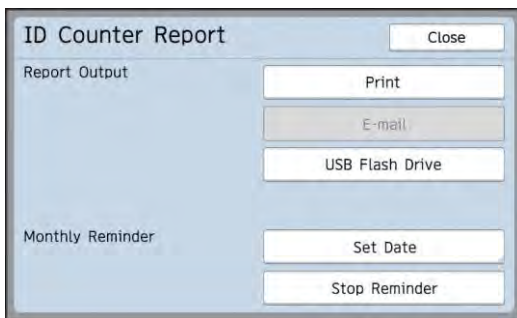 ID Counter Report
Close
Report Output
Print
E-mail
USB Flash Drive
Monthly Reminder
Set Date
Stop Reminder